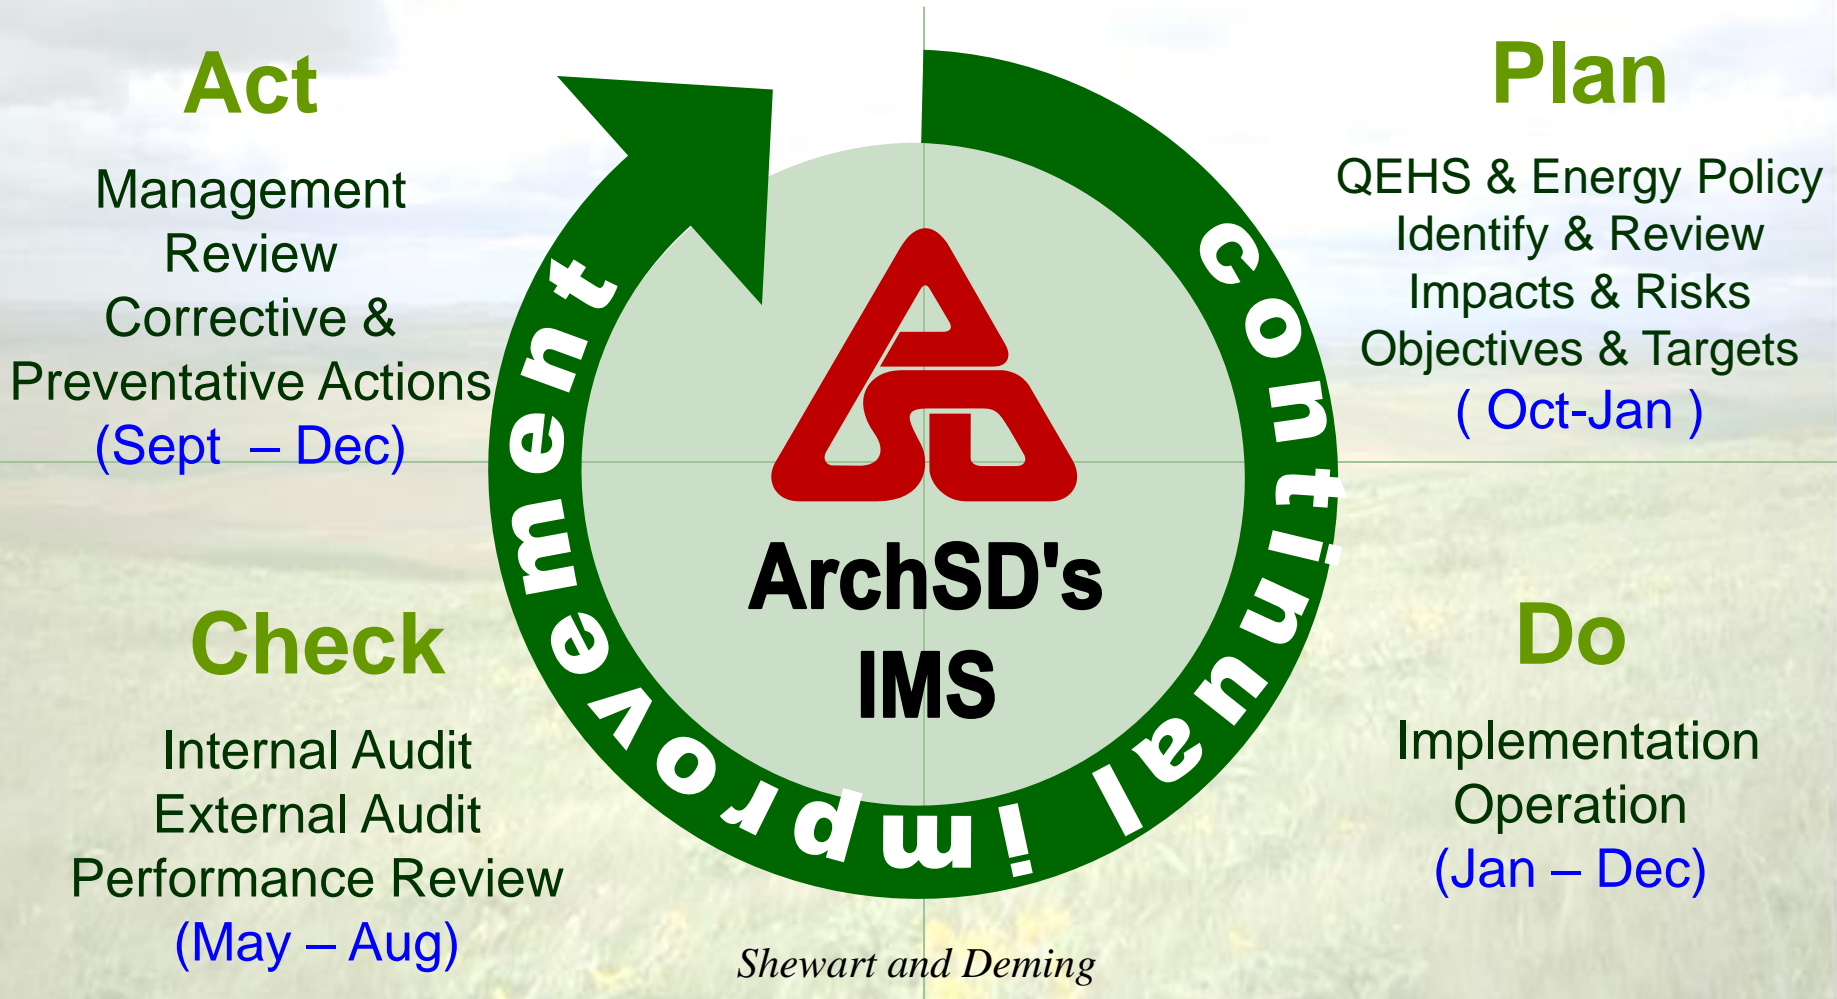 Act
Management
Review
Corrective &
Preventative Actions
(Sept – Dec)
Plan
QEHS & Energy Policy
Identify & Review
Impacts & Risks
Objectives & Targets
( Oct-Jan )
continual improvement
ArchSD's
IMS
Check
Internal Audit
External Audit
Performance Review
(May – Aug)
Do
Implementation
Operation
(Jan – Dec)
Shewart and Deming